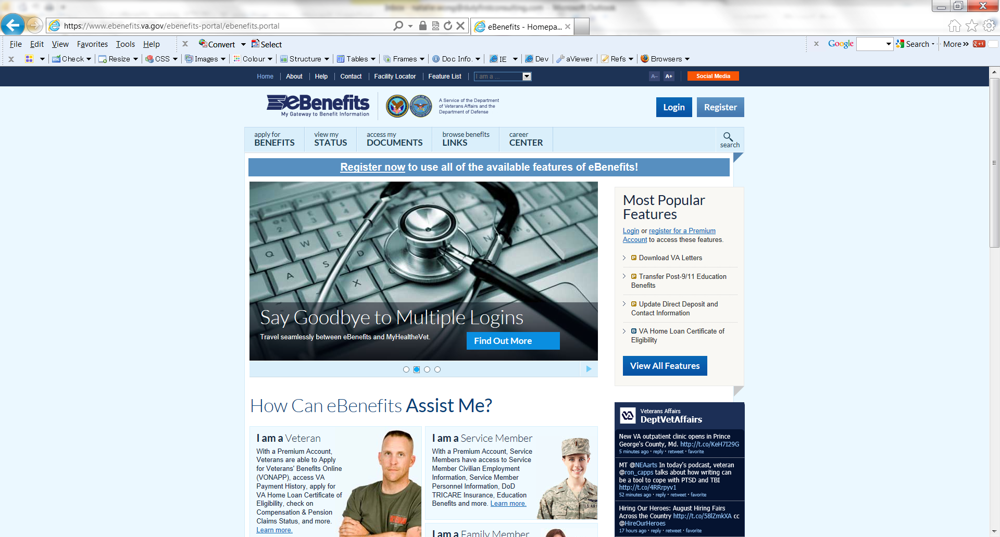 https://www.ebenefits.va.gov/ebenefits-portal/ebenefits.portal
eBenefits - Homepa...
File Edit View Favorites Tools Help
x Convert Select
x Google Search More »
x Check Resize CSS Images Colour Structure Tables Frames Doc Info. IE Dev aViewer Refs Browsers
Home About Help Contact Facility Locator Feature List I am a ...
A- A+ Social Media
eBenefits
My Gateway to Benefit Information
A Service of the Department
of Veterans Affairs and the
Department of Defense
Login Register
apply for
BENEFITS
view my
STATUS
access my
DOCUMENTS
browse benefits
LINKS
career
CENTER
search
Register now to use all of the available features of eBenefits!
Say Goodbye to Multiple Logins
Travel seamlessly between eBenefits and MyHealtheVet.
Find Out More
Most Popular
Features
Login or register for a Premium
Account to access these features.
P Download VA Letters
P Transfer Post-9/11 Education
Benefits
P Update Direct Deposit and
Contact Information
B VA Home Loan Certificate of
Eligibility
View All Features
How Can eBenefits Assist Me?
I am a Veteran
With a Premium Account,
Veterans are able to Apply
for Veterans' Benefits Online
(VONAPP), access VA
Payment History, apply for
VA Home Loan Certificate of
Eligibility, check on
Compensation & Pension
Claims Status, and more.
Learn more.
I am a Service Member
With a Premium Account, Service
Members have access to Service
Member Civilian Employment
Information, Service Member
Personnel Information, DoD
TRICARE Insurance, Education
Benefits and more. Learn more.
I am a Family Member
VA
Veterans Affairs
DeptVetAffairs
New VA outpatient clinic opens in Prince
George's County, Md. http://t.co/KeH7I29G
5 minutes ago · reply · retweet · favorite
MT @NEAarts In today's podcast, veteran
@ron_capps talks about how writing can
be a tool to cope with PTSD and TBI
http://t.co/4RRrpyv1
52 minutes ago · reply · retweet · favorite
Hiring Our Heroes: August Hiring Fairs
Across the Country http://t.co/58lZmkXA cc
@HireOurHeroes
17 hours ago · reply · retweet · favorite